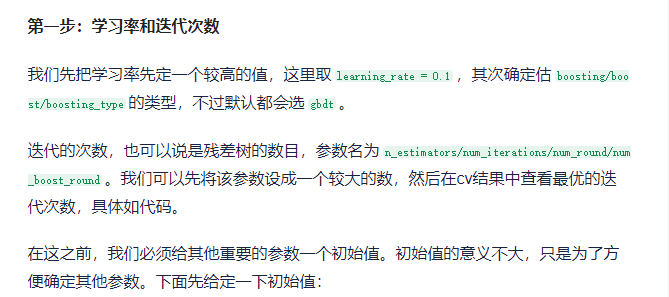 第一步：学习率和迭代次数
我们先把学习率先定一个较高的值，这里取 learning_rate = 0.1 ，其次确定估 boosting/boo
st/boosting_type 的类型，不过默认都会选 gbdt 。
迭代的次数，也可以说是残差树的数目，参数名为 n_estimators/num_iterations/num_round/num
_boost_round 。我们可以先将该参数设成一个较大的数，然后在cv结果中查看最优的迭
代次数，具体如代码。
在这之前，我们必须给其他重要的参数一个初始值。初始值的意义不大，只是为了方
便确定其他参数。下面先给定一下初始值：